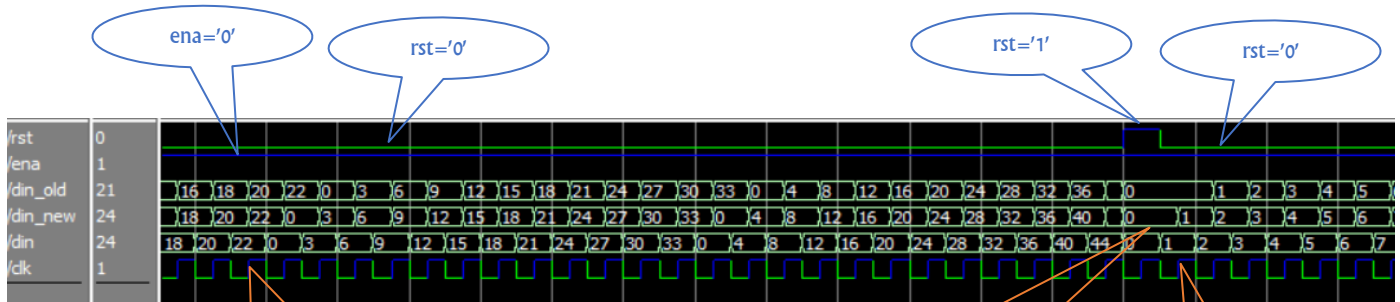 ena='0'
rst='0'
rst='1'
rst='0'
/rst 0
/ena 1
/din_old 21 16 18 20 22 0 3 6 9 12 15 18 21 24 27 30 33 0 4 8 12 16 20 24 28 32 36 0 1 2 3 4 5
/din_new 24 18 20 22 0 3 6 9 12 15 18 21 24 27 30 33 0 4 8 12 16 20 24 28 32 36 40 0 1 2 3 4 5 6
/din 24 18 20 22 0 3 6 9 12 15 18 21 24 27 30 33 0 4 8 12 16 20 24 28 32 36 40 44 0 1 2 3 4 5 6 7
/clk 1